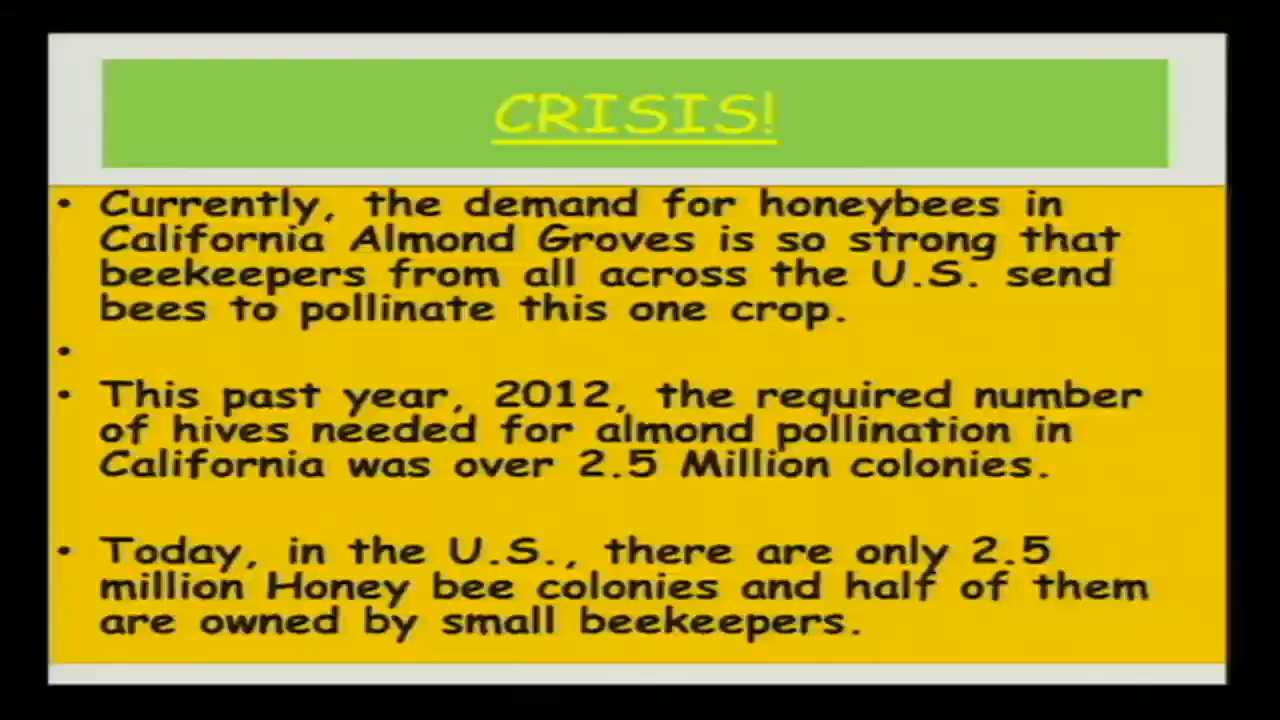 CRISIS!
• Currently, the demand for honeybees in
California Almond Groves is so strong that
beekeepers from all across the U.S. send
bees to pollinate this one crop.
•
• This past year, 2012, the required number
of hives needed for almond pollination in
California was over 2.5 Million colonies.
• Today, in the U.S., there are only 2.5
million Honey bee colonies and half of them
are owned by small beekeepers.